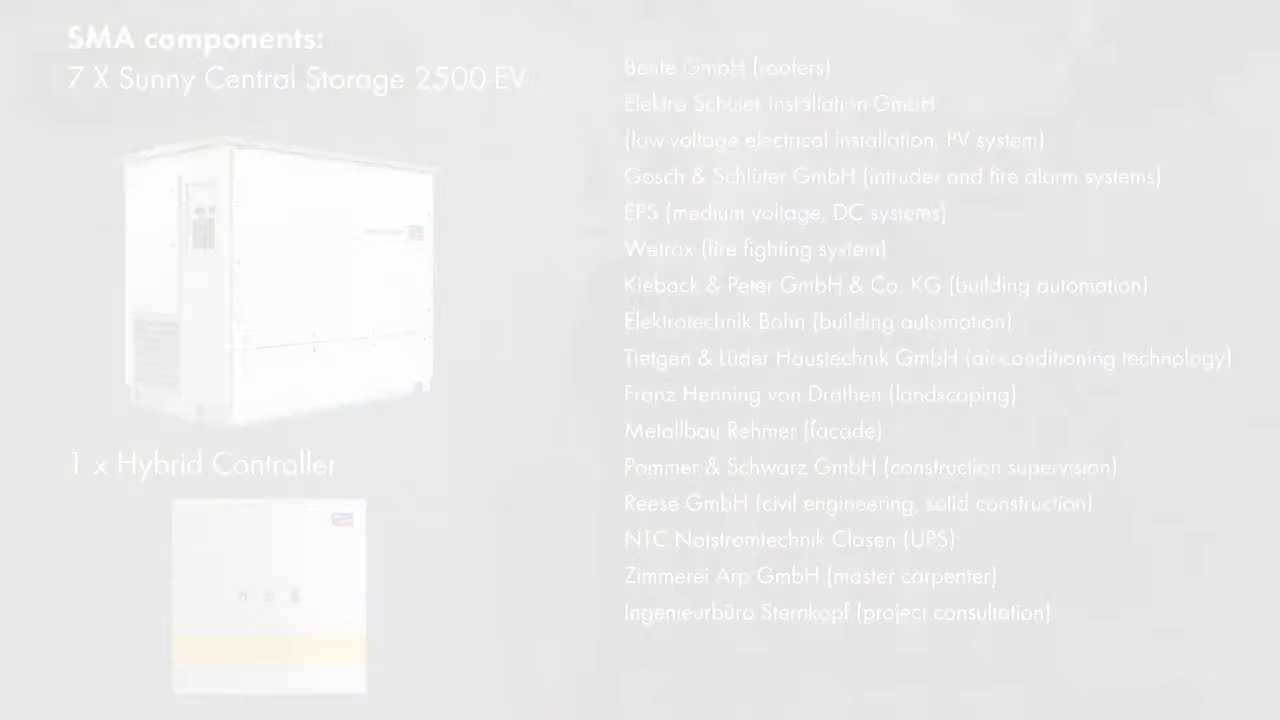 SMA components:
7 X Sunny Central Storage 2500-EV
1 x Hybrid Controller
GmbH (roofers)
Elektro Schuler Installation GmbH
(low-voltage electrical installation, PV system)
Gosch & Schlüter GmbH (intruder and fire alarm systems)
EPS (medium voltage, DC systems)
Wetrax (fire fighting system)
Kieback & Peter GmbH & Co. KG (building automation)
Elektrotechnik Bahn (building automation)
Tietgen & Lüder Haustechnik GmbH (air-conditioning technology)
Franz Henning von Drathen (landscaping)
Metallbau Rehmer (facade)
Pommer & Schwarz GmbH (construction supervision)
Reese GmbH (civil engineering, solid construction)
NTC Notstromtechnik Clasen (UPS)
Zimmerei Arp GmbH (master carpenter)
Ingenieurbüro Sternkopf (project consultation)